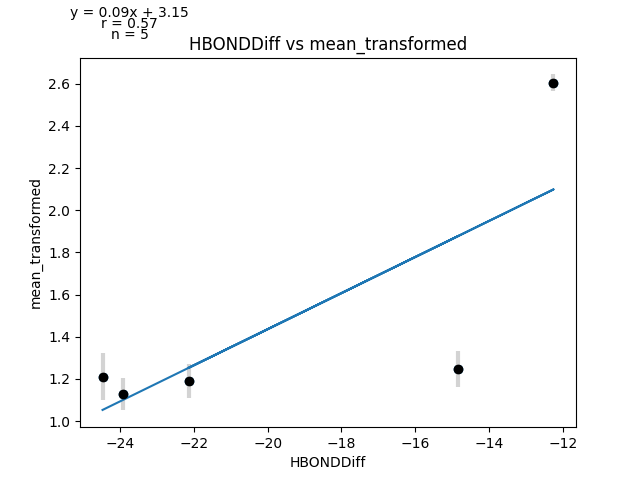 y = 0.09x + 3.15
r = 0.57
n = 5
HBONDDiff vs mean_transformed
mean_transformed
2.6
2.4
2.2
2.0
1.8
1.6
1.4
1.2
1.0
−24
−22
−20
−18
−16
−14
−12
HBONDDiff